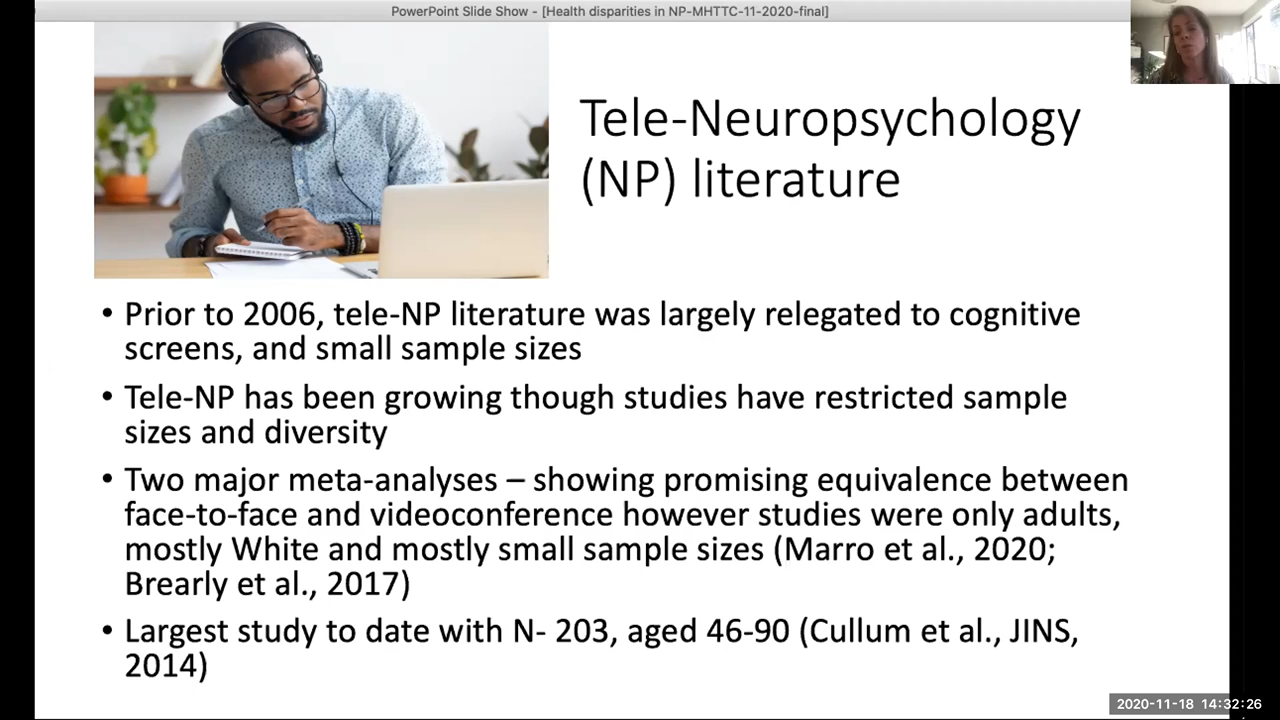 PowerPoint Slide Show - [Health disparities in NP-MHTTC-11-2020-final]
Tele-Neuropsychology
(NP) literature
• Prior to 2006, tele-NP literature was largely relegated to cognitive
screens, and small sample sizes
• Tele-NP has been growing though studies have restricted sample
sizes and diversity
• Two major meta-analyses – showing promising equivalence between
face-to-face and videoconference however studies were only adults,
mostly White and mostly small sample sizes (Marro et al., 2020;
Brearly et al., 2017)
• Largest study to date with N- 203, aged 46-90 (Cullum et al., JINS,
2014)
2020-11-18 14:32:26